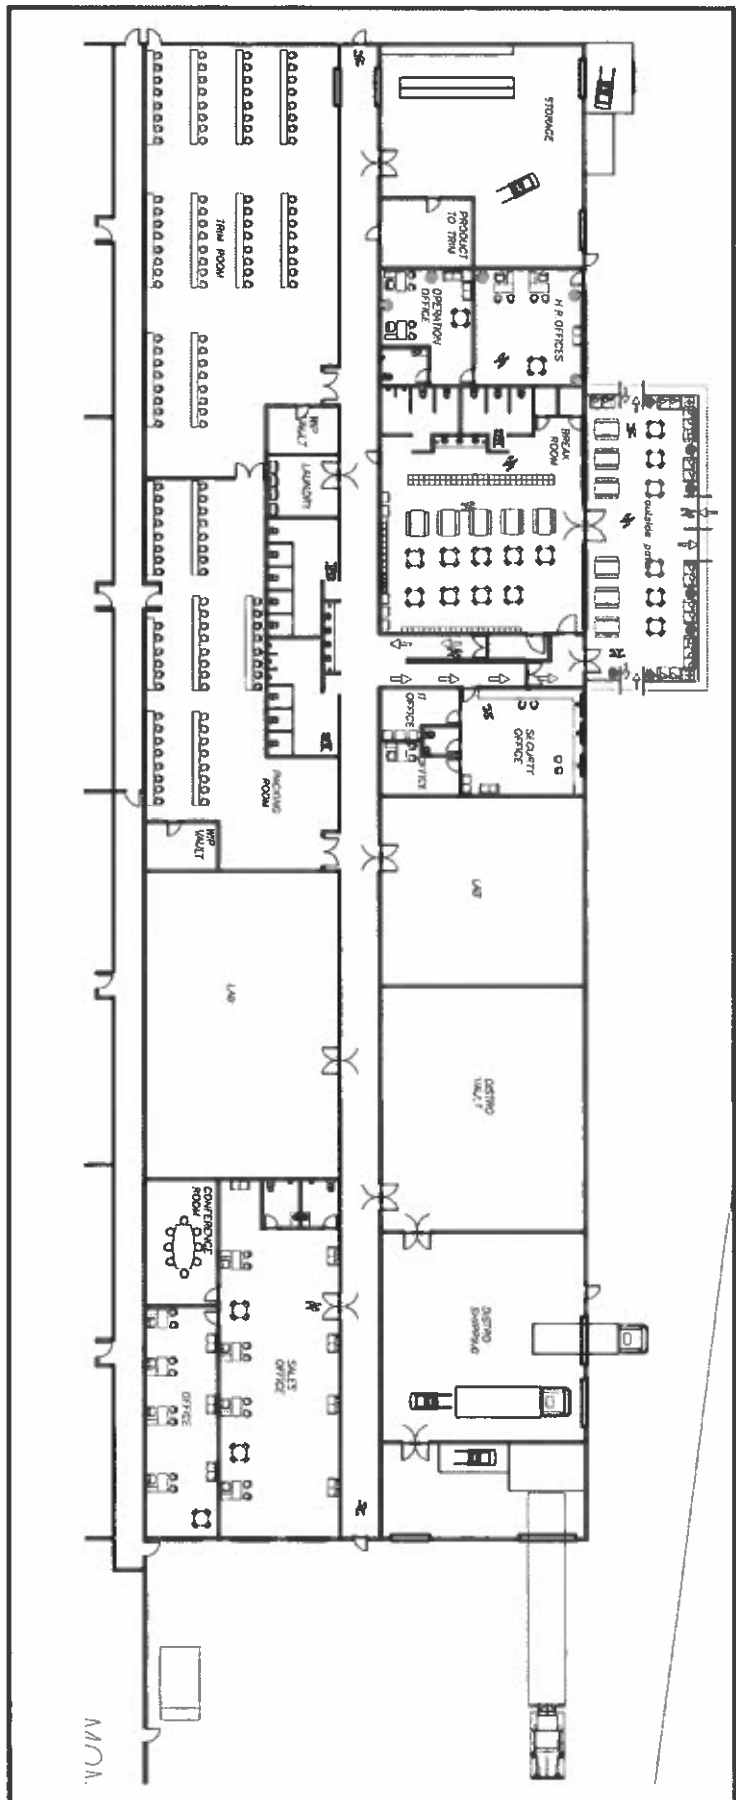 STORAGE
PRODUCT
TO TRIM
TRIM ROOM
OPERATION
OFFICE
H R OFFICES
WIP
VAULT
BREAK
ROOM
LAUNDRY
outside patio
IT
OFFICE
SECURITY
OFFICE
OFFICE
PACKING
ROOM
WIP
VAULT
LAB
LAB
DISTRO
VAULT
CONFERENCE
ROOM
DISTRO
SHIPPING
SALES
OFFICE
OFFICE